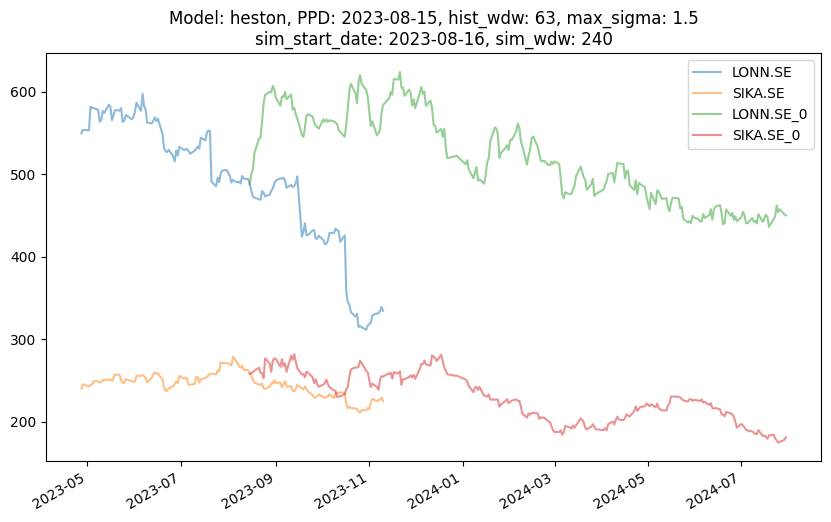 Model: heston, PPD: 2023-08-15, hist_wdw: 63, max_sigma: 1.5
sim_start_date: 2023-08-16, sim_wdw: 240
LONN.SE
SIKA.SE
LONN.SE_0
SIKA.SE_0
600
500
400
300
200
2023-05
2023-07
2023-09
2023-11
2024-01
2024-03
2024-05
2024-07